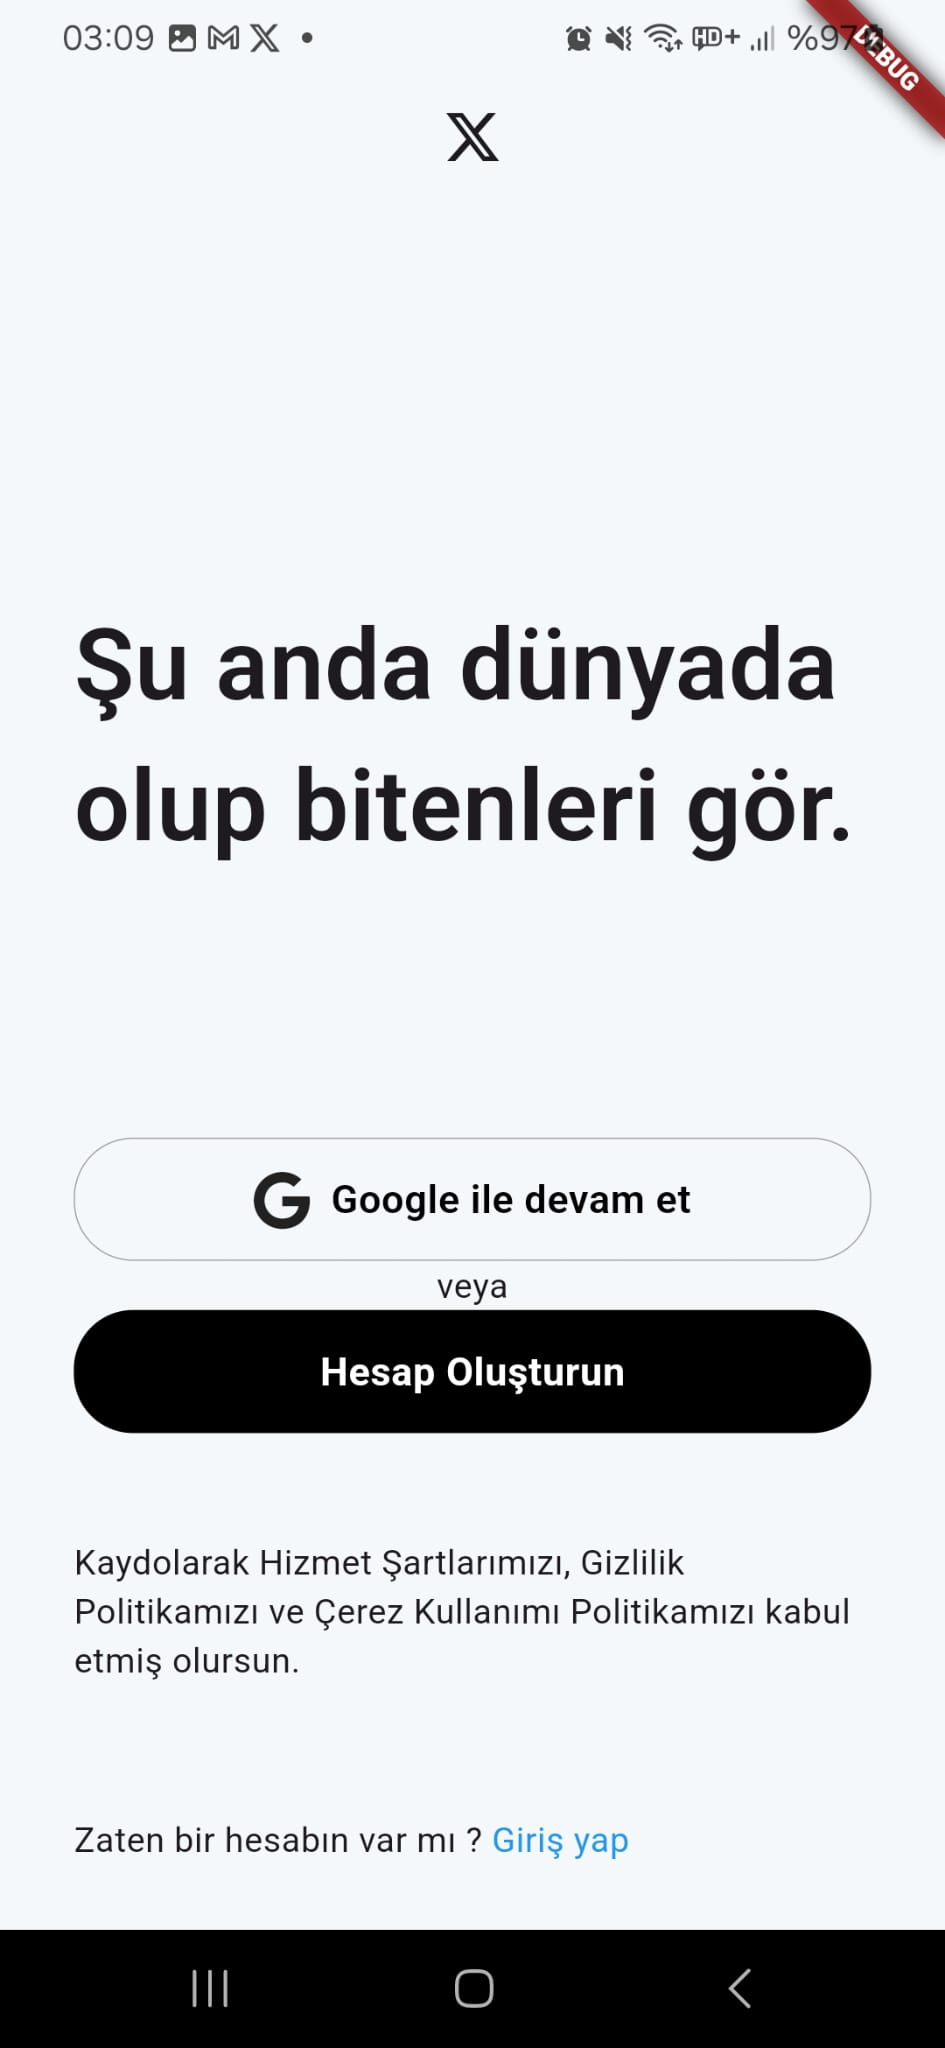 03:09
HD+ %97
DEBUG
Şu anda dünyada
olup bitenleri gör.
Google ile devam et
veya
Hesap Oluşturun
Kaydolarak Hizmet Şartlarımızı, Gizlilik
Politikamızı ve Çerez Kullanımı Politikamızı kabul
etmiş olursun.
Zaten bir hesabın var mı ? Giriş yap